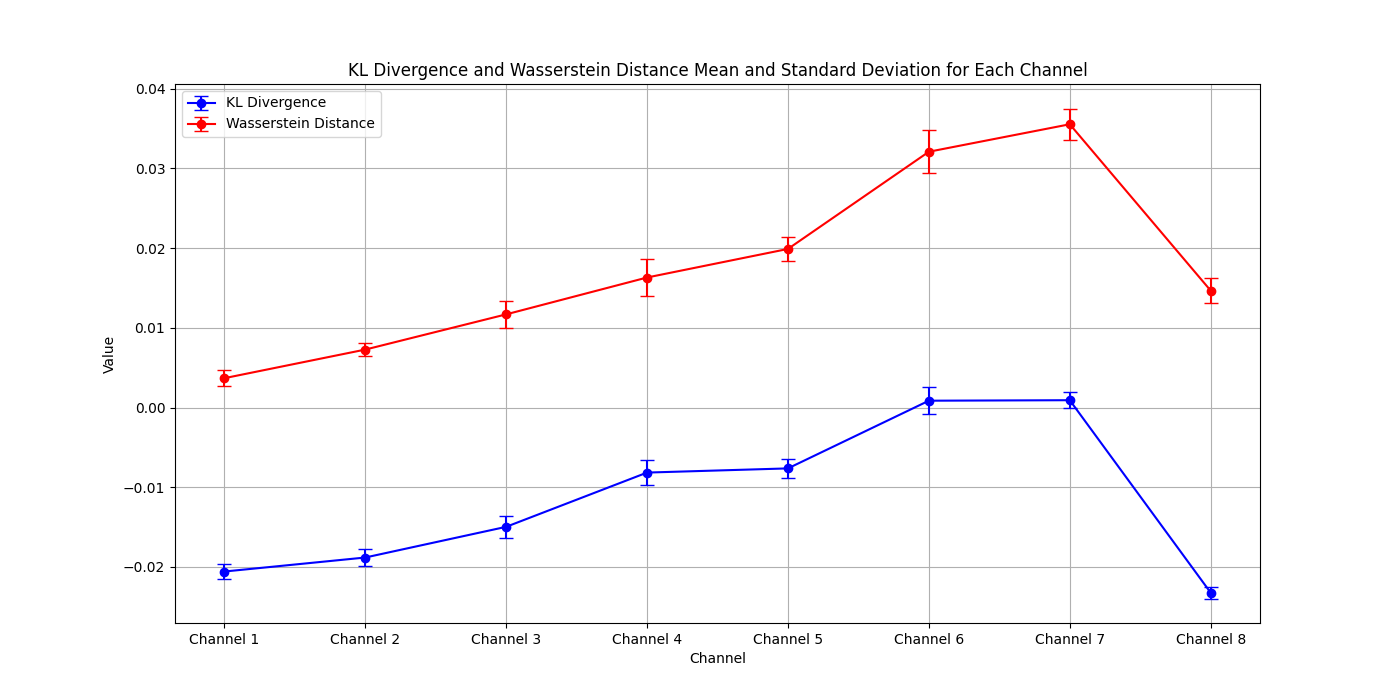 KL Divergence and Wasserstein Distance Mean and Standard Deviation for Each Channel
KL Divergence
Wasserstein Distance
0.04
0.03
0.02
0.01
0.00
−0.01
−0.02
Value
Channel 1 Channel 2 Channel 3 Channel 4 Channel 5 Channel 6 Channel 7 Channel 8
Channel